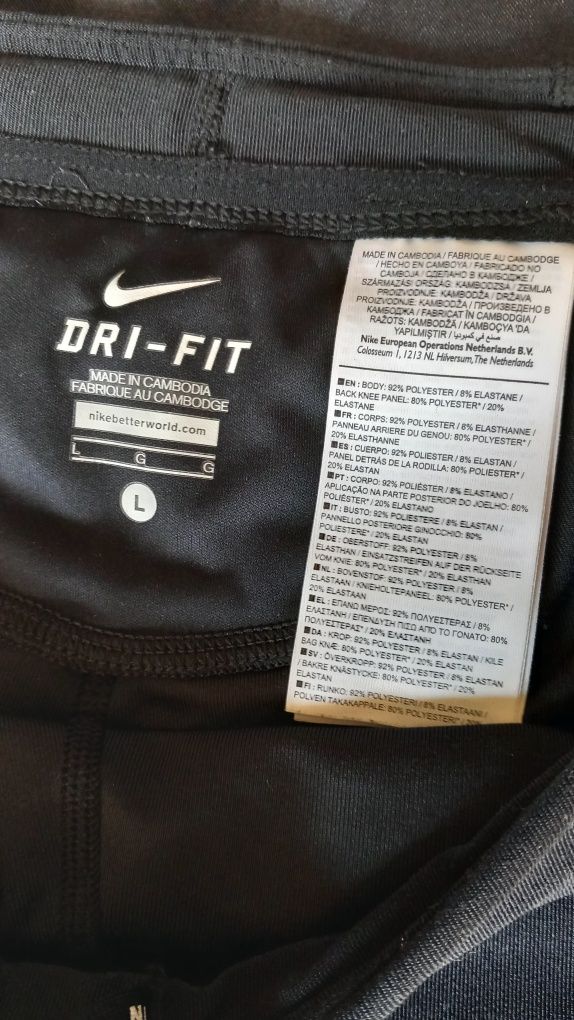 DRI-FIT
MADE IN CAMBODIA
FABRIQUE AU CAMBODGE
nikebetterworld.com
L G G
L
MADE IN CAMBODIA / FABRIQUE AU CAMBODGE
/ HECHO EN CAMBOYA / FABRICADO NO
CAMBOJA / СДЕЛАНО В КАМБОДЖЕ /
SZÁRMAZÁSI ORSZÁG: KAMBODZSA / ZEMLJA
PROIZVODNJE: KAMBODŽA / DRŽAVA
PROIZVODNJE: KAMBODŽA / ПРОИЗВЕДЕНО В
КАМБОДЖА / FABRICAT ÎN CAMBODGIA /
RAŽOTS: KAMBODŽĀ / KAMBOÇYA'DA
YAPILMIŞTIR / صنع في كمبوديا
Nike European Operations Netherlands B.V.
Colosseum 1, 1213 NL Hilversum, The Netherlands
EN : BODY: 92% POLYESTER / 8% ELASTANE /
BACK KNEE PANEL: 80% POLYESTER* / 20%
ELASTANE
FR : CORPS: 92% POLYESTER / 8% ELASTHANNE /
PANNEAU ARRIERE DU GENOU: 80% POLYESTER* /
20% ELASTHANNE
ES : CUERPO: 92% POLIÉSTER / 8% ELASTAN /
PANEL DETRÁS DE LA RODILLA: 80% POLIÉSTER* /
20% ELASTAN
PT : CORPO: 92% POLIÉSTER / 8% ELASTANO /
APLICAÇÃO NA PARTE POSTERIOR DO JOELHO: 80%
POLIÉSTER* / 20% ELASTANO
IT : BUSTO: 92% POLIESTERE / 8% ELASTAN /
PANNELLO POSTERIORE GINOCCHIO: 80%
POLIESTERE* / 20% ELASTAN
DE : OBERSTOFF: 92% POLYESTER / 8%
ELASTHAN / EINSATZSTREIFEN AUF DER RÜCKSEITE
VOM KNIE: 80% POLYESTER* / 20% ELASTHAN
NL : BOVENSTOF: 92% POLYESTER / 8%
ELASTAAN / KNIEHOLTEPANEEL: 80% POLYESTER* /
20% ELASTAAN
EL : ΕΠΑΝΩ ΜΕΡΟΣ: 92% ΠΟΛΥΕΣΤΕΡΑΣ / 8%
ΕΛΑΣΤΑΝΗ / ΕΠΕΝΔΥΣΗ ΠΙΣΩ ΑΠΟ ΤΟ ΓΟΝΑΤΟ: 80%
ΠΟΛΥΕΣΤΕΡΑΣ* / 20% ΕΛΑΣΤΑΝΗ
DA : KROP: 92% POLYESTER / 8% ELASTAN / KILE
BAG KNÆ: 80% POLYESTER* / 20% ELASTAN
SV : ÖVERKROPP: 92% POLYESTER / 8% ELASTAN
/ BAKRE KNÄSTYCKE: 80% POLYESTER* / 20%
ELASTAN
FI : RUNKO: 92% POLYESTERI / 8% ELASTAANI /
POLVEN TAKAKAPPALE: 80% POLYESTERI* / 20%